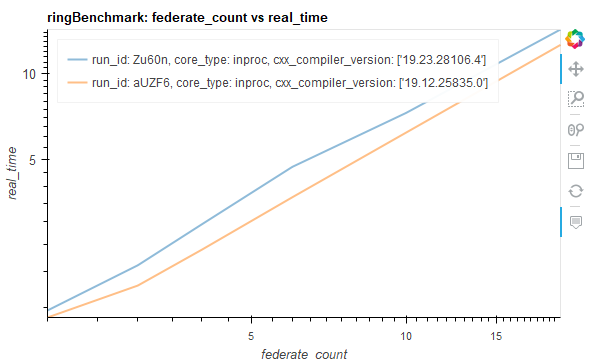 ringBenchmark: federate_count vs real_time
run_id: Zu60n, core_type: inproc, cxx_compiler_version: ['19.23.28106.4']
run_id: aUZF6, core_type: inproc, cxx_compiler_version: ['19.12.25835.0']
10
5
real_time
5
10
15
federate_count